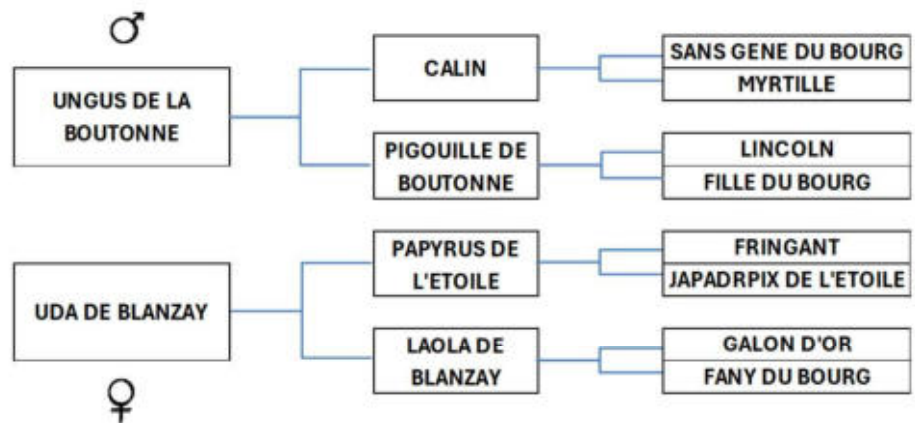 UNGUS DE LA
BOUTONNE
CALIN
SANS GENE DU BOURG
MYRTILLE
PIGOUILLE DE
BOUTONNE
LINCOLN
FILLE DU BOURG
UDA DE BLANZAY
PAPYRUS DE
L'ETOILE
FRINGANT
JAPADRPIX DE L'ETOILE
LAOLA DE
BLANZAY
GALON D'OR
FANY DU BOURG